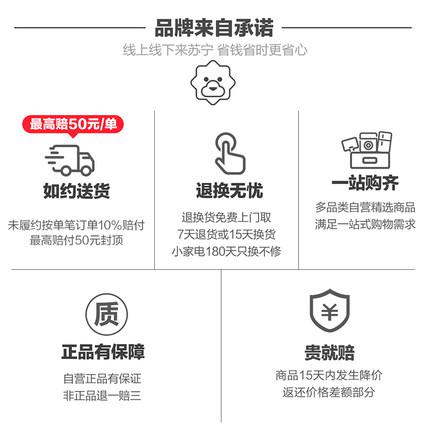 品牌来自承诺
线上线下来苏宁 省钱省时更省心
最高赔50元/单
如约送货
未履约按单笔订单10%赔付
最高赔付50元封顶
退换无忧
退换货免费上门取
7天退货或15天换货
小家电180天只换不修
一站购齐
多品类自营精选商品
满足一站式购物需求
质
正品有保障
自营正品有保证
非正品退一赔三
¥
贵就赔
商品15天内发生降价
返还价格差额部分